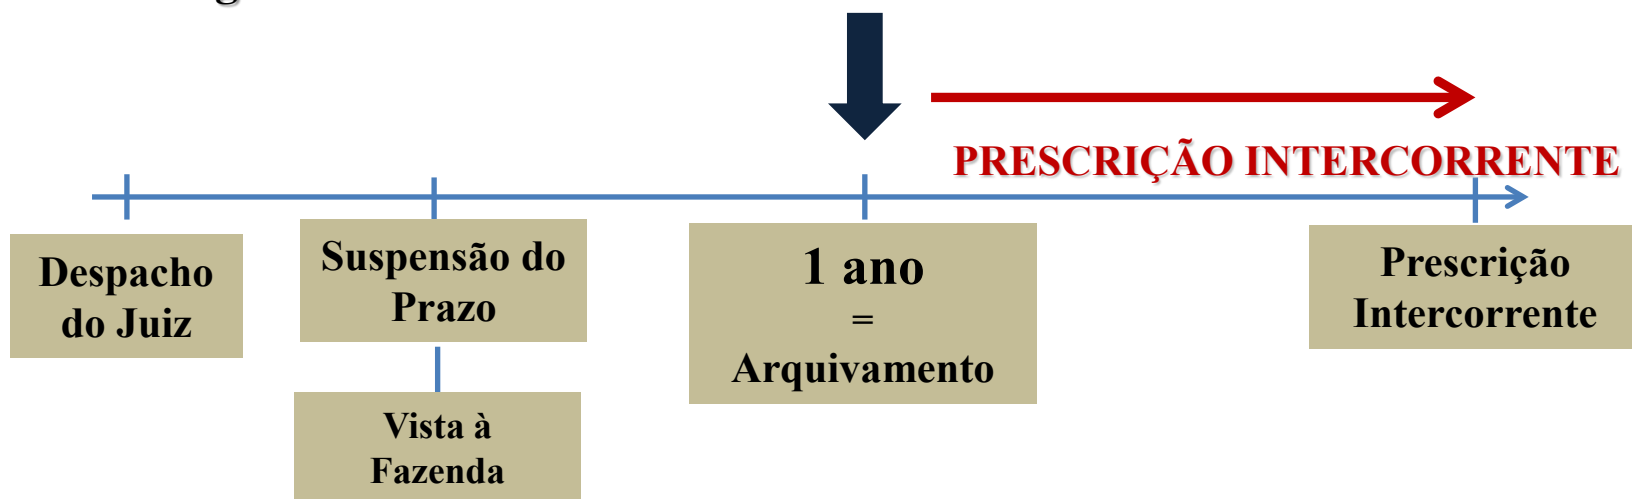 PRESCRIÇÃO INTERCORRENTE
Despacho
do Juiz
Suspensão do
Prazo
Vista à
Fazenda
1 ano
=
Arquivamento
Prescrição
Intercorrente